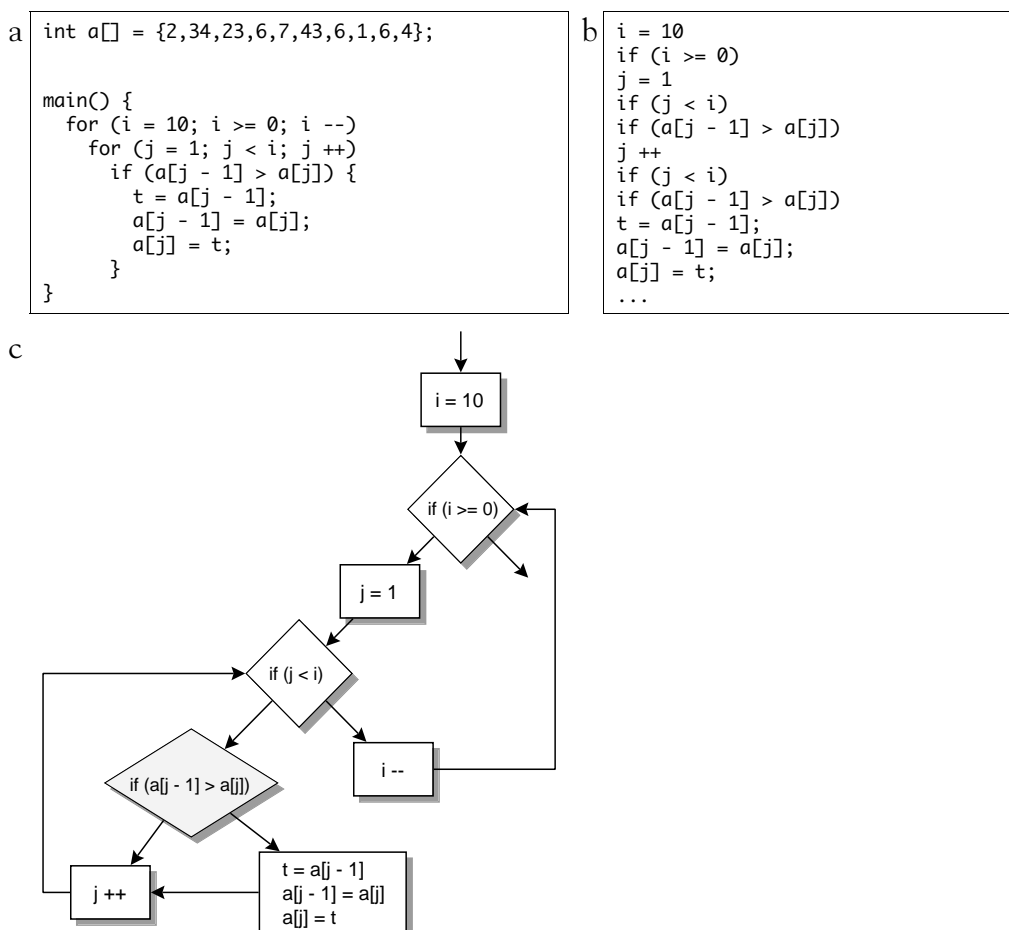 a
int a[] = {2,34,23,6,7,43,6,1,6,4};
main() {
for (i = 10; i >= 0; i --)
for (j = 1; j < i; j ++)
if (a[j - 1] > a[j]) {
t = a[j - 1];
a[j - 1] = a[j];
a[j] = t;
}
}
b
i = 10
if (i >= 0)
j = 1
if (j < i)
if (a[j - 1] > a[j])
j ++
if (j < i)
if (a[j - 1] > a[j])
t = a[j - 1];
a[j - 1] = a[j];
a[j] = t;
...
c
i = 10
if (i >= 0)
j = 1
if (j < i)
i --
if (a[j - 1] > a[j])
j ++
t = a[j - 1]
a[j - 1] = a[j]
a[j] = t